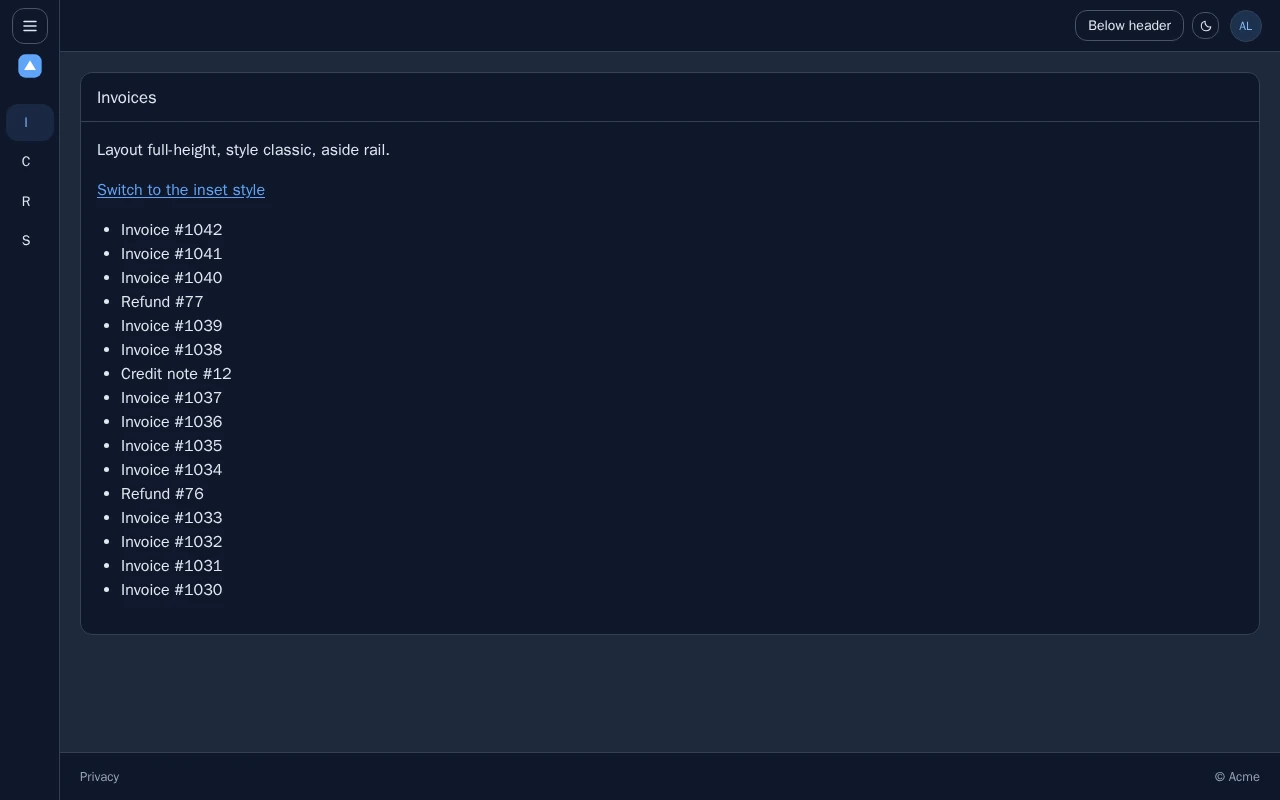 Below header
AL
I
C
R
S
Invoices
Layout full-height, style classic, aside rail.
Switch to the inset style
Invoice #1042
Invoice #1041
Invoice #1040
Refund #77
Invoice #1039
Invoice #1038
Credit note #12
Invoice #1037
Invoice #1036
Invoice #1035
Invoice #1034
Refund #76
Invoice #1033
Invoice #1032
Invoice #1031
Invoice #1030
Privacy
© Acme